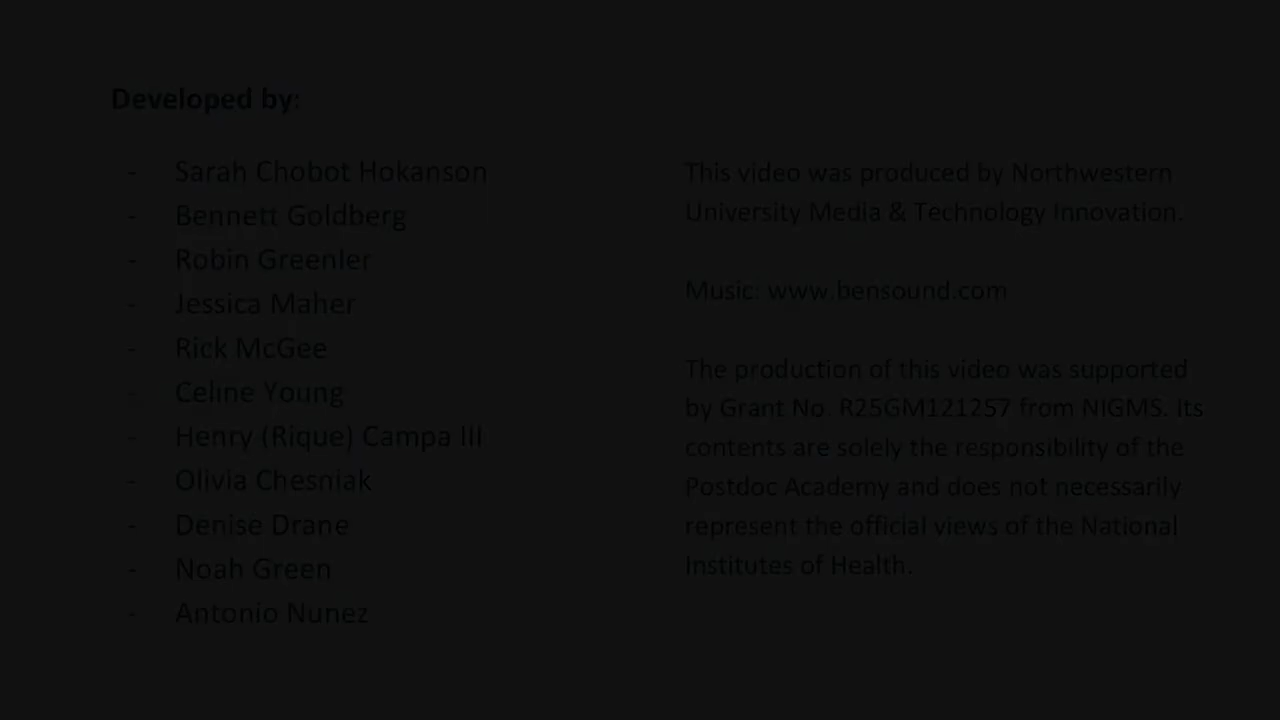 Developed by:
- Sarah Chobot Hokanson
- Bennett Goldberg
- Robin Greenler
- Jessica Maher
- Rick McGee
- Celine Young
- Henry (Rique) Campa III
- Olivia Chesniak
- Denise Drane
- Noah Green
- Antonio Nunez
This video was produced by Northwestern
University Media & Technology Innovation.
Music: www.bensound.com
The production of this video was supported
by Grant No. R25GM121257 from NIGMS. Its
contents are solely the responsibility of the
Postdoc Academy and does not necessarily
represent the official views of the National
Institutes of Health.